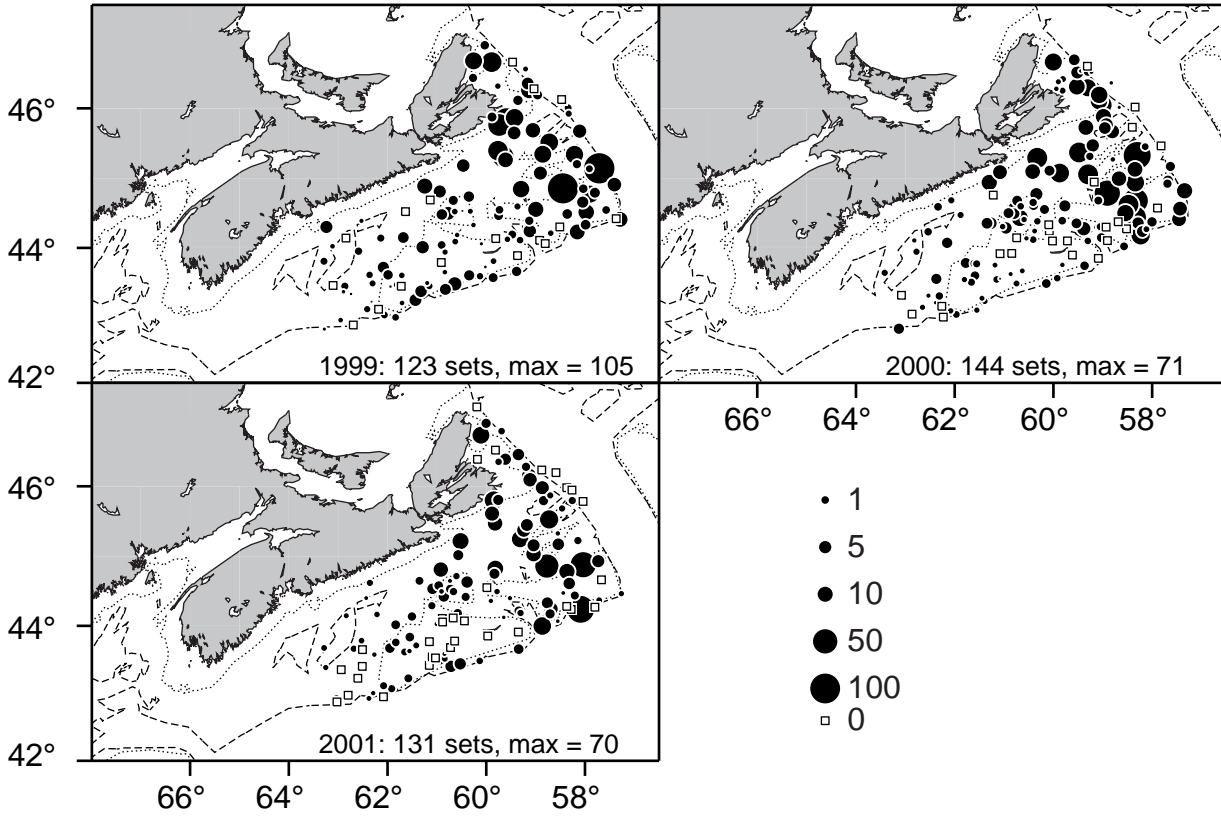 46°
44°
42°
1999: 123 sets, max = 105
2000: 144 sets, max = 71
66° 64° 62° 60° 58°
46°
44°
42°
2001: 131 sets, max = 70
66° 64° 62° 60° 58°
1
5
10
50
100
0